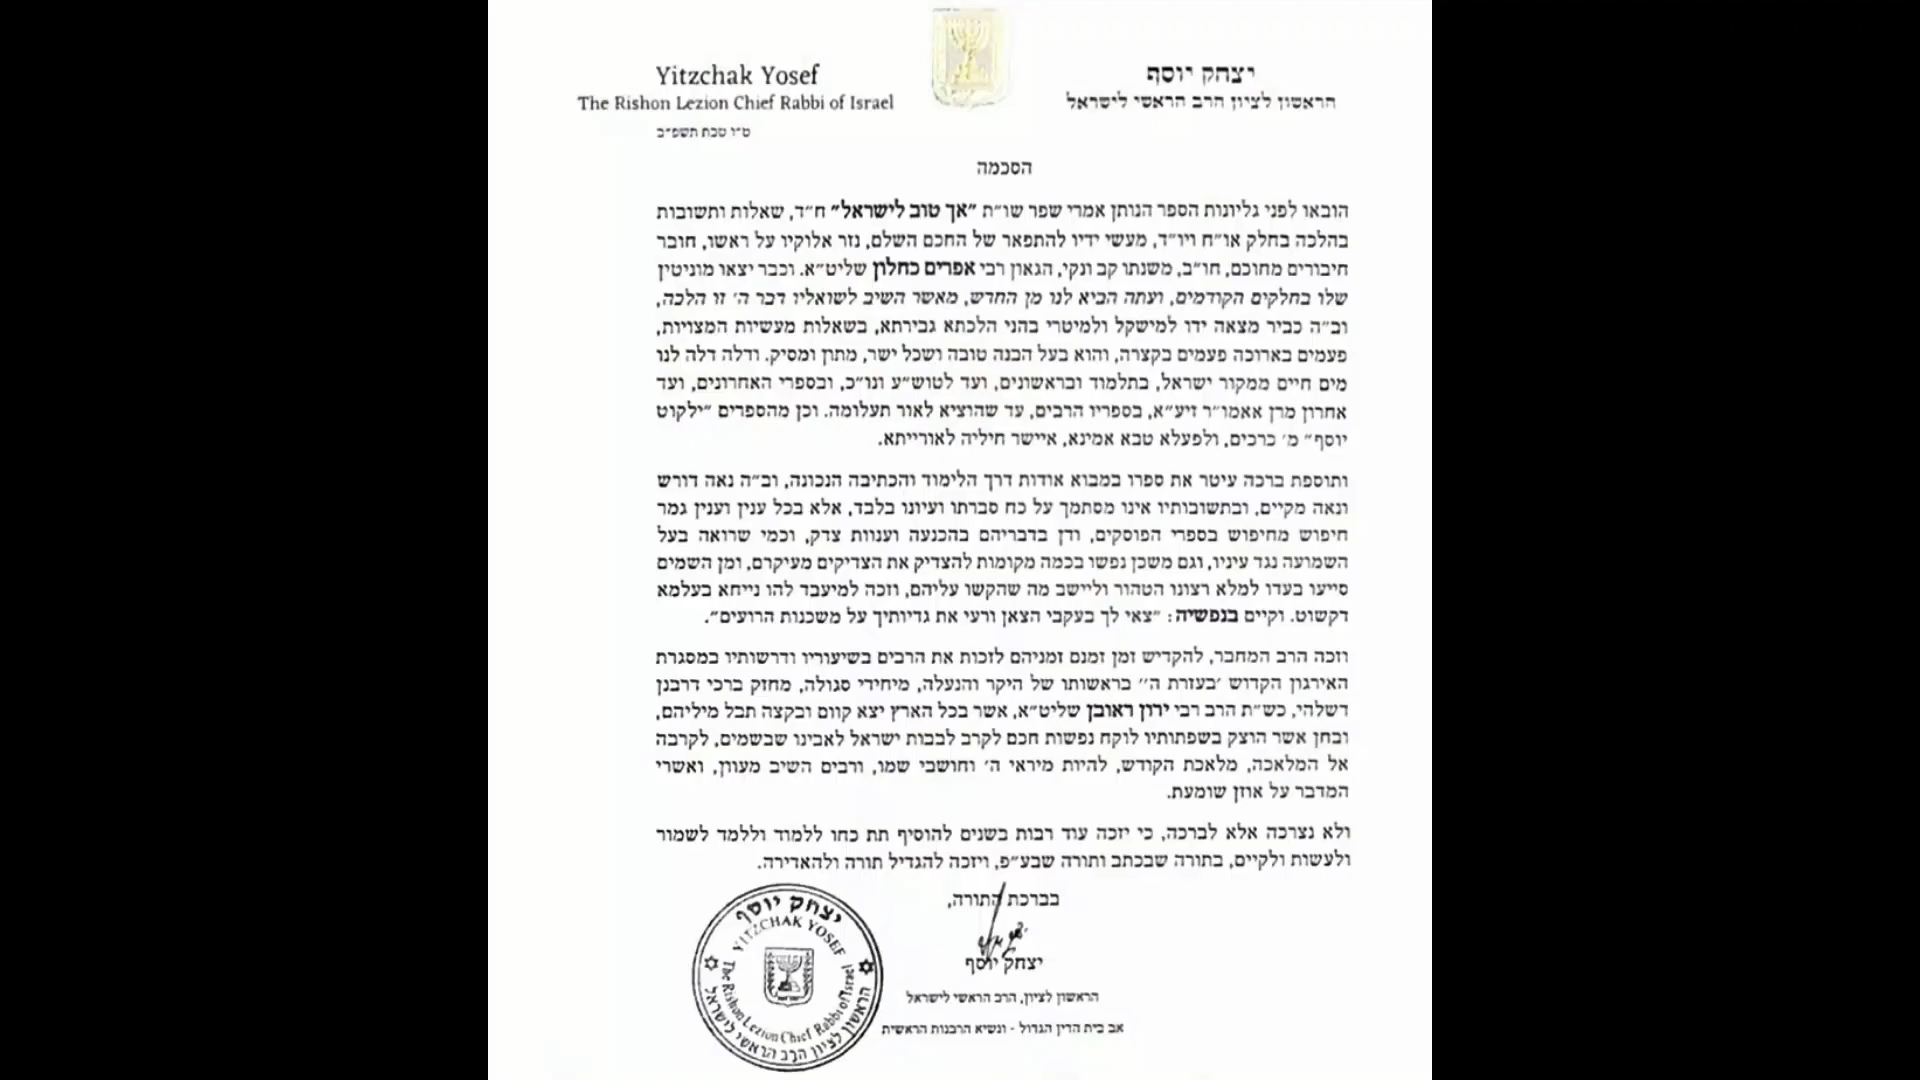 יצחק יוסף
הראשון לציון הרב הראשי לישראל
Yitzchak Yosef
The Rishon Lezion Chief Rabbi of Israel
ט״ו טבת תשפ״ב
הסכמה
הובאו לפני גליונות הספר הנותן אמרי שפר שו״ת ״אך טוב לישראל״ ח״ד, שאלות ותשובות
בהלכה בחלק או״ח ויו״ד, מעשי ידיו להתפאר של החכם השלם, נזר אלוקיו על ראשו, חובר
חיבורים מחוכם, חו״ב, משנתו קב ונקי, הגאון רבי אפרים כחלון שליט״א. וכבר יצאו מוניטין
שלו בחלקים הקודמים, ועתה הביא לנו מן החדש, מאשר השיב לשואליו דבר ה׳ זו הלכה,
וב״ה כביר מצאה ידו למישקל ולמיטרי בהני הלכתא גבירתא, בשאלות מעשיות המצויות,
פעמים בארוכה פעמים בקצרה, והוא בעל הבנה טובה ושכל ישר, מתון ומסיק. ודלה דלה לנו
מים חיים ממקור ישראל, בתלמוד ובראשונים, ועד לטוש״ע ונו״כ, ובספרי האחרונים, ועד
אחרון מרן אאמו״ר זיע״א, בספריו הרבים, עד שהוציא לאור תעלומה. וכן מהספרים ״ילקוט
יוסף״ מ׳ כרכים, ולפעלא טבא אמינא, איישר חיליה לאורייתא.
ותוספת ברכה עיטר את ספרו במבוא אודות דרך הלימוד והכתיבה הנכונה, וב״ה נאה דורש
ונאה מקיים, ובתשובותיו אינו מסתמך על כח סברתו ועיונו בלבד, אלא בכל ענין וענין גמר
חיפוש מחיפוש בספרי הפוסקים, ודן בדבריהם בהכנעה וענוות צדק, וכמי שרואה בעל
השמועה נגד עיניו, וגם משכן נפשו בכמה מקומות להצדיק את הצדיקים מעיקרם, ומן השמים
סייעו בעדו למלא רצונו הטהור וליישב מה שהקשו עליהם, וזכה למיעבד להו נייחא בעלמא
דקשוט. וקיים בנפשיה: ״צאי לך בעקבי הצאן ורעי את גדיותיך על משכנות הרועים״.
וזכה הרב המחבר, להקדיש זמן זמנם זמניהם לזכות את הרבים בשיעוריו ודרשותיו במסגרת
האירגון הקדוש ׳בעזרת ה׳׳ בראשותו של היקר והנעלה, מיחידי סגולה, מחזק ברכי דרבנן
דשלהי, כש״ת הרב רבי ירון ראובן שליט״א, אשר בכל הארץ יצא קוום ובקצה תבל מיליהם,
ובחן אשר הוצק בשפתותיו לוקח נפשות חכם לקרב לבבות ישראל לאבינו שבשמים, לקרבה
אל המלאכה, מלאכת הקודש, להיות מיראי ה׳ וחושבי שמו, ורבים השיב מעוון, ואשרי
המדבר על אוזן שומעת.
ולא נצרכה אלא לברכה, כי יזכה עוד רבות בשנים להוסיף תת כחו ללמוד וללמד לשמור
ולעשות ולקיים, בתורה שבכתב ותורה שבע״פ, ויזכה להגדיל תורה ולהאדירה.
בברכת התורה,
יצחק יוסף
הראשון לציון, הרב הראשי לישראל
אב בית הדין הגדול - ונשיא הרבנות הראשית
יצחק יוסף
YITZCHAK YOSEF
The Rishon Lezion Chief Rabbi of Israel
הראשון לציון הרב הראשי לישראל